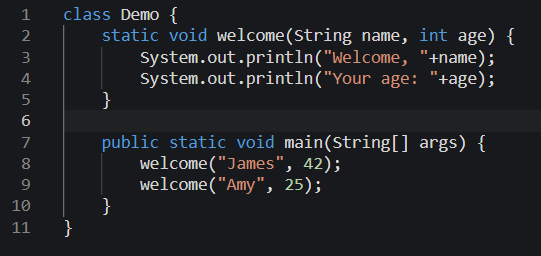 1 class Demo {
2 static void welcome(String name, int age) {
3 System.out.println("Welcome, "+name);
4 System.out.println("Your age: "+age);
5 }
6
7 public static void main(String[] args) {
8 welcome("James", 42);
9 welcome("Amy", 25);
10 }
11 }